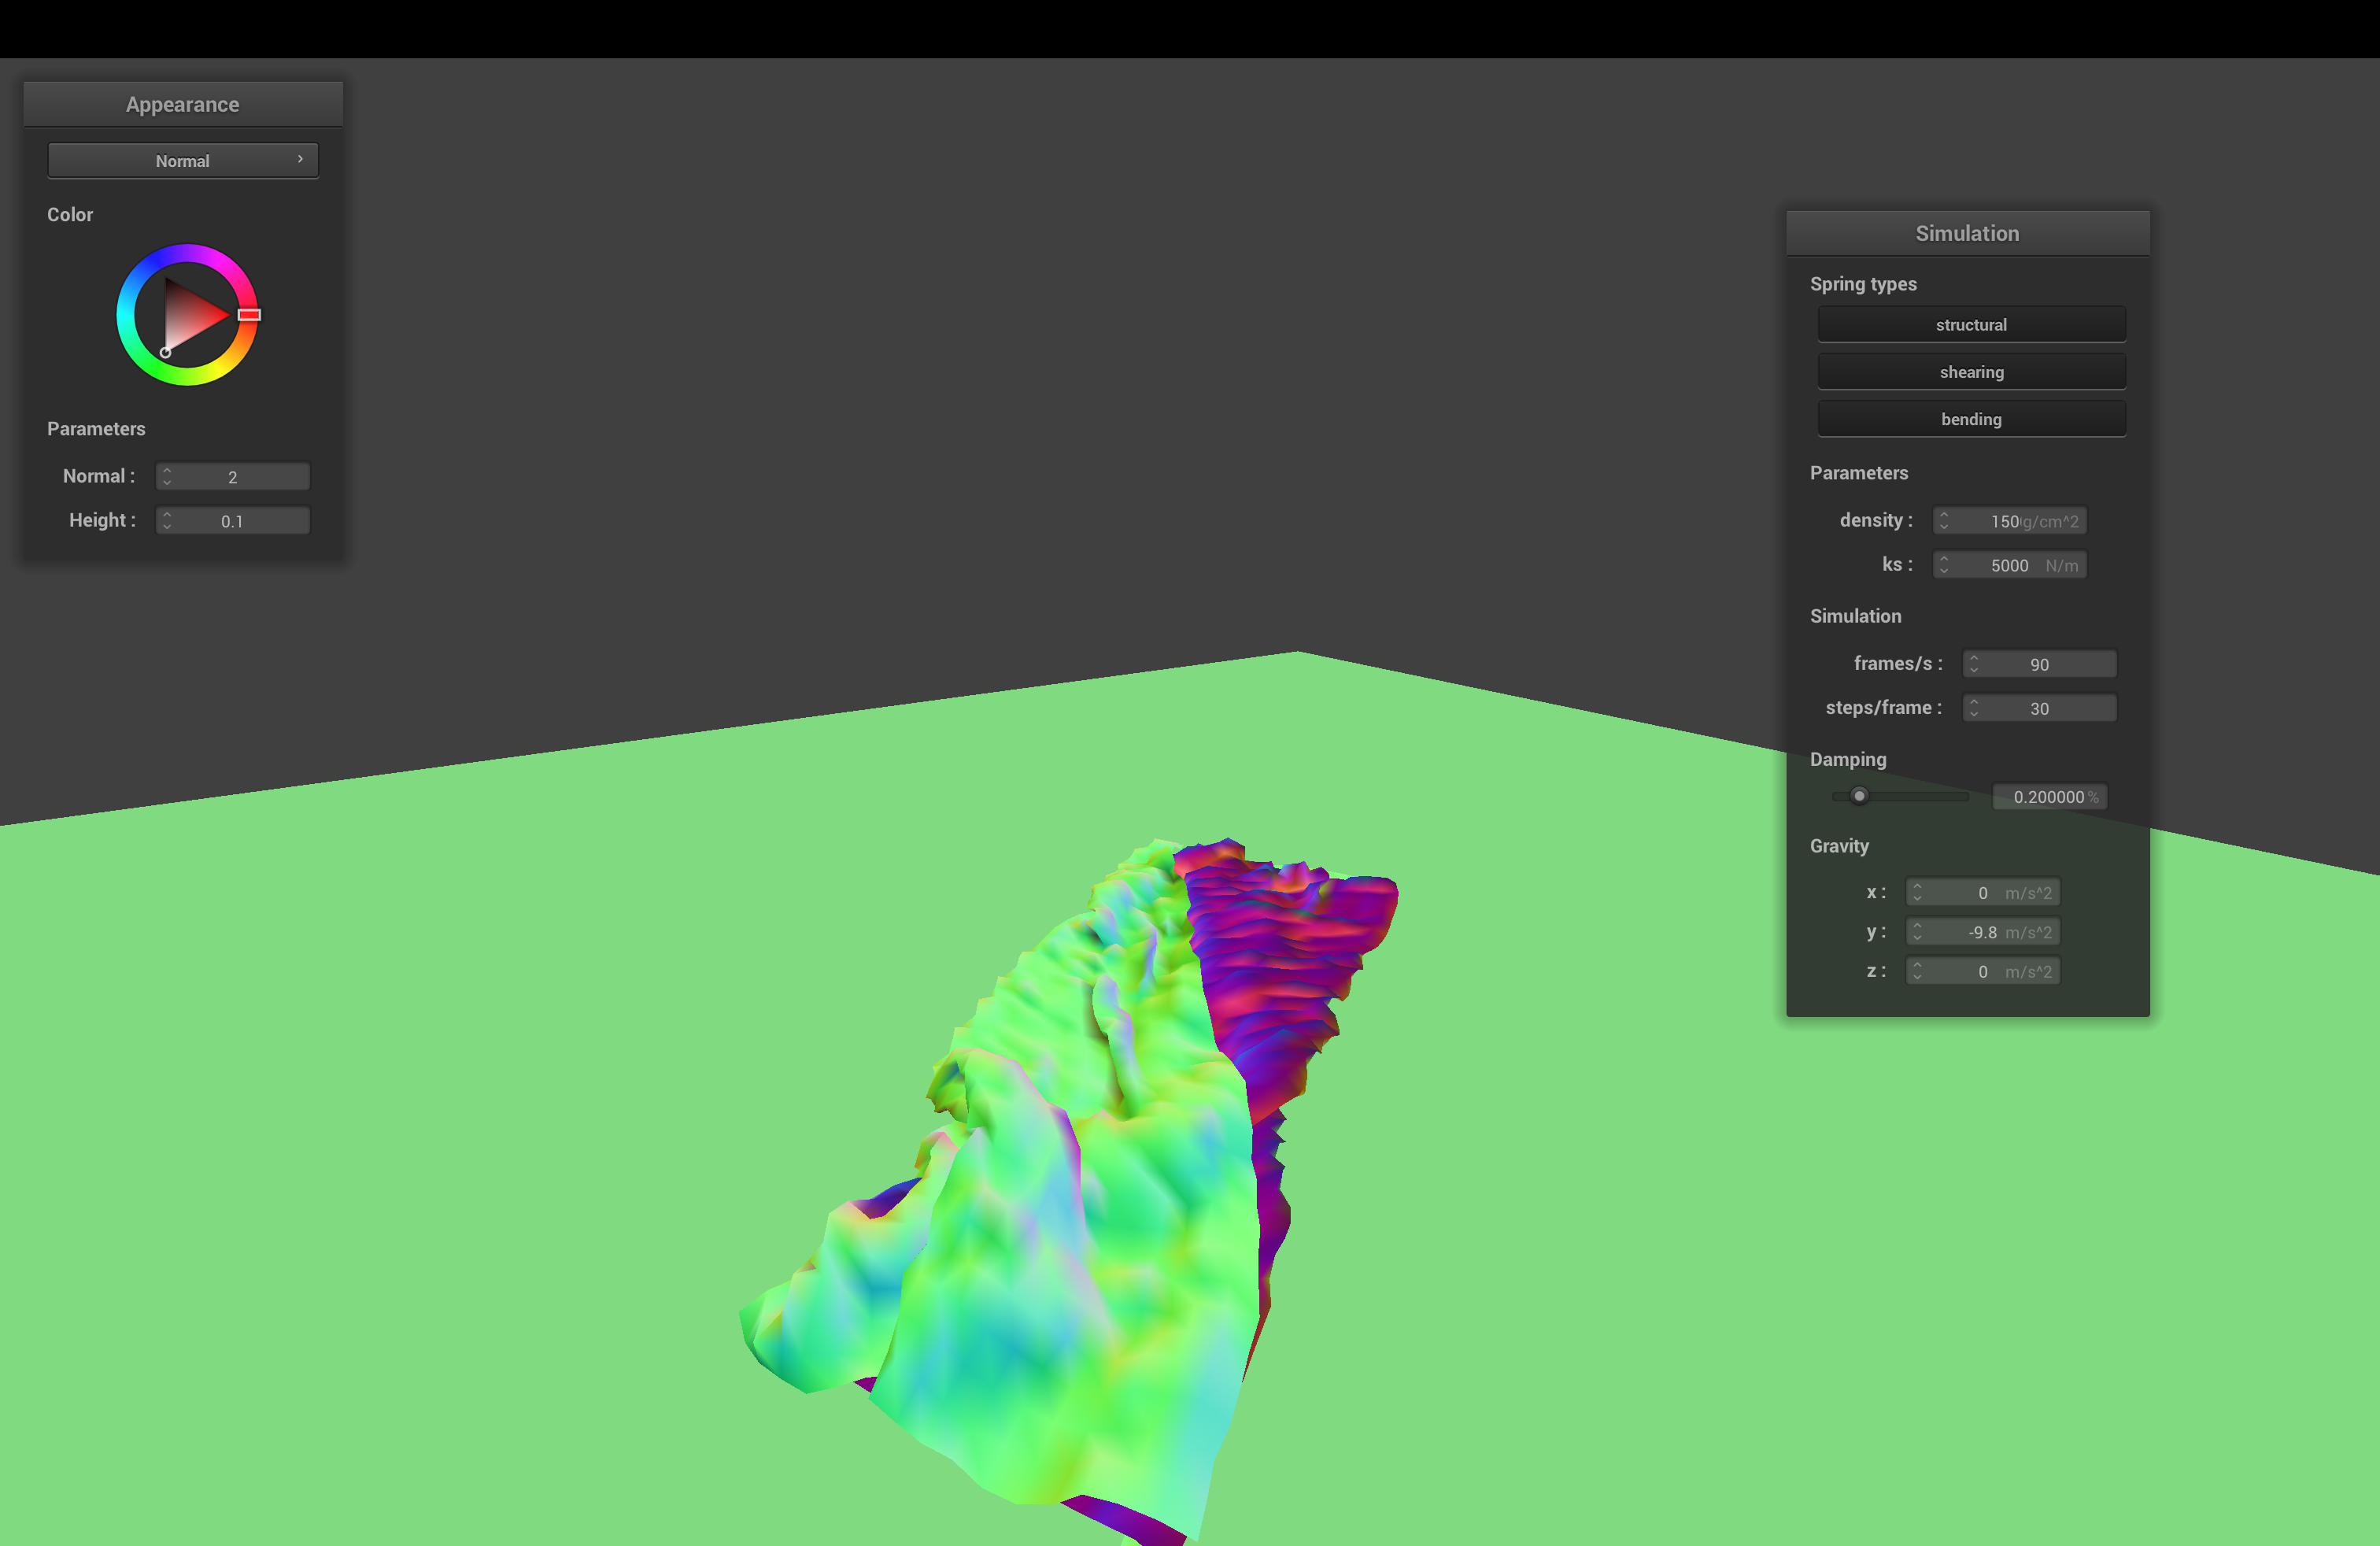 Appearance
Normal
Color
Parameters
Normal : 2
Height : 0.1
Simulation
Spring types
structural
shearing
bending
Parameters
density : 150 g/cm^2
ks : 5000 N/m
Simulation
frames/s : 90
steps/frame : 30
Damping
0.200000 %
Gravity
x : 0 m/s^2
y : -9.8 m/s^2
z : 0 m/s^2